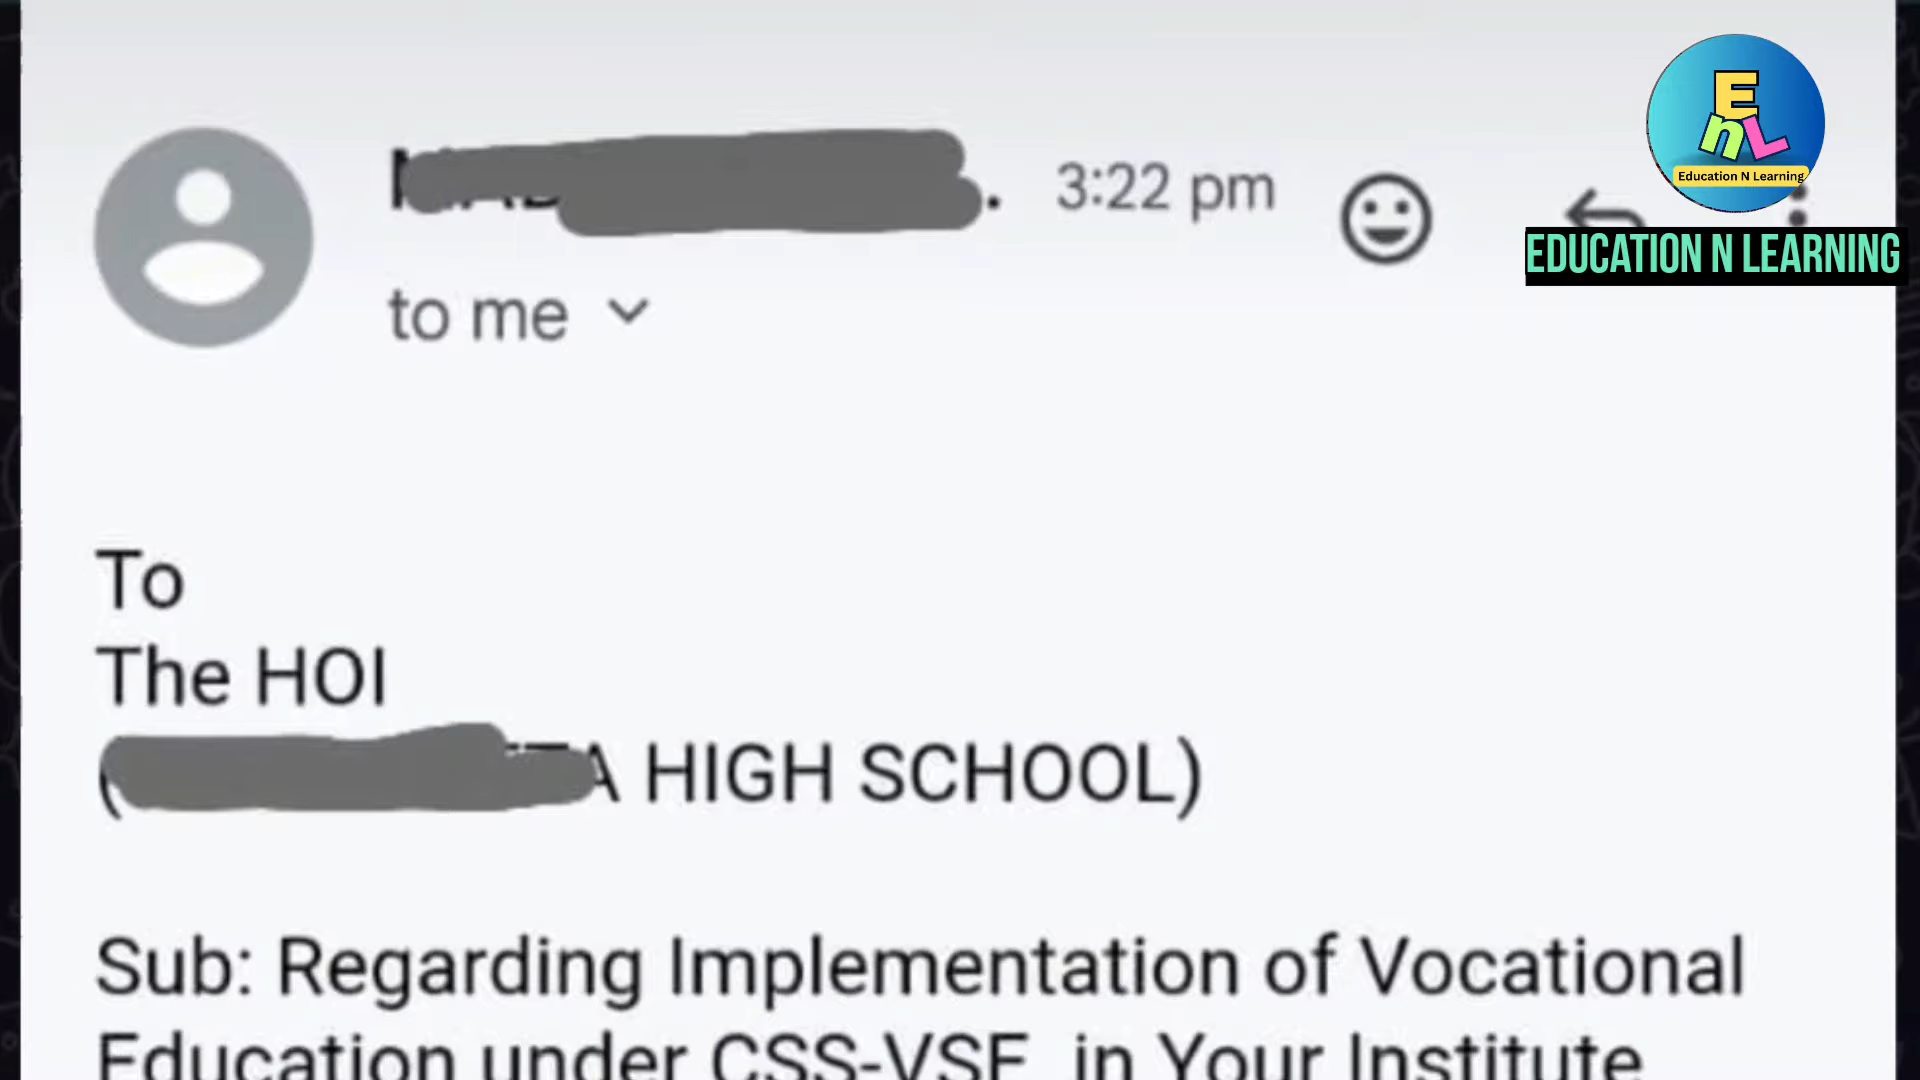 3:22 pm
to me
To
The HOI
HIGH SCHOOL)
Sub: Regarding Implementation of Vocational
Education under CSS-VSE in Your Institute
EnL
Education N Learning
EDUCATION N LEARNING